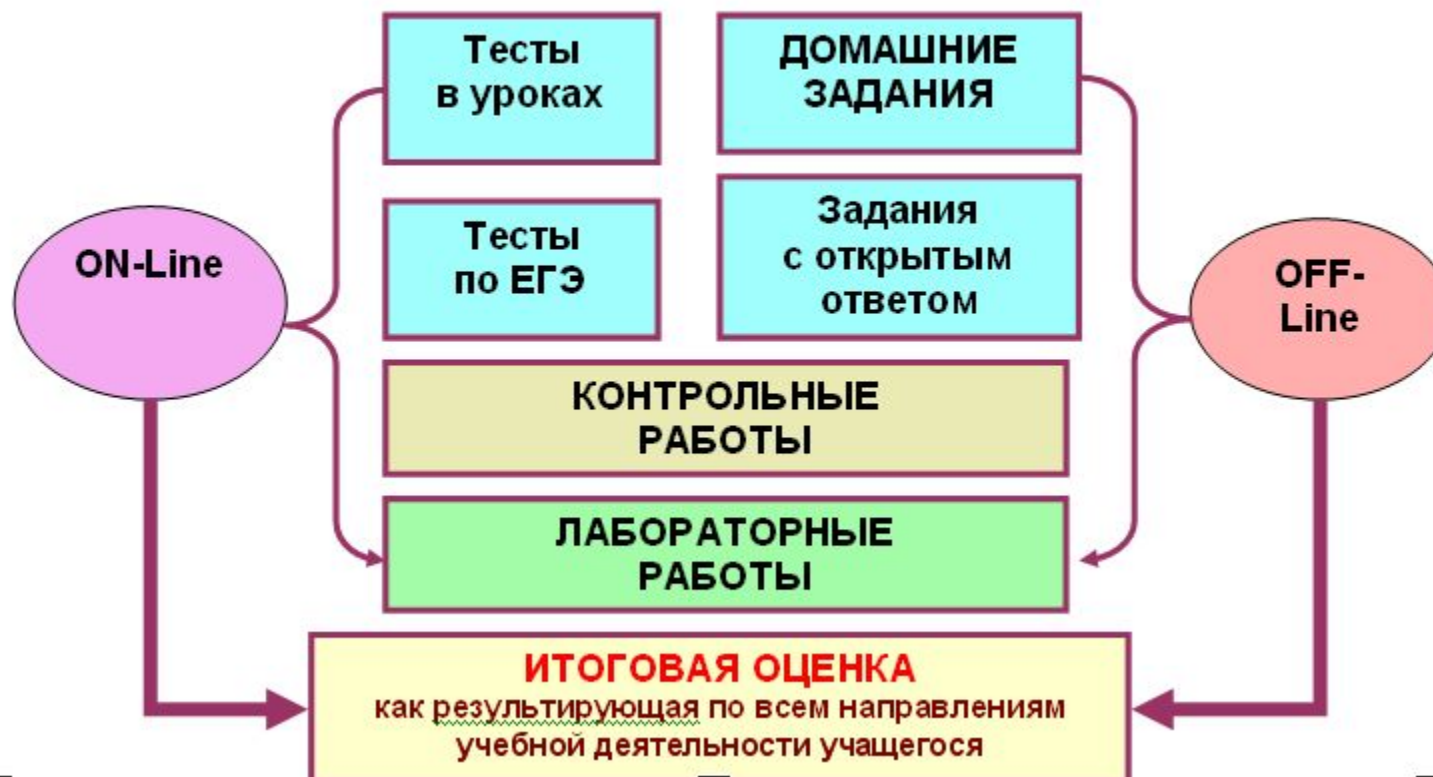 Тесты
в уроках
ДОМАШНИЕ
ЗАДАНИЯ
ON-Line
Тесты
по ЕГЭ
Задания
с открытым
ответом
OFF-
Line
КОНТРОЛЬНЫЕ
РАБОТЫ
ЛАБОРАТОРНЫЕ
РАБОТЫ
ИТОГОВАЯ ОЦЕНКА
как результирующая по всем направлениям
учебной деятельности учащегося